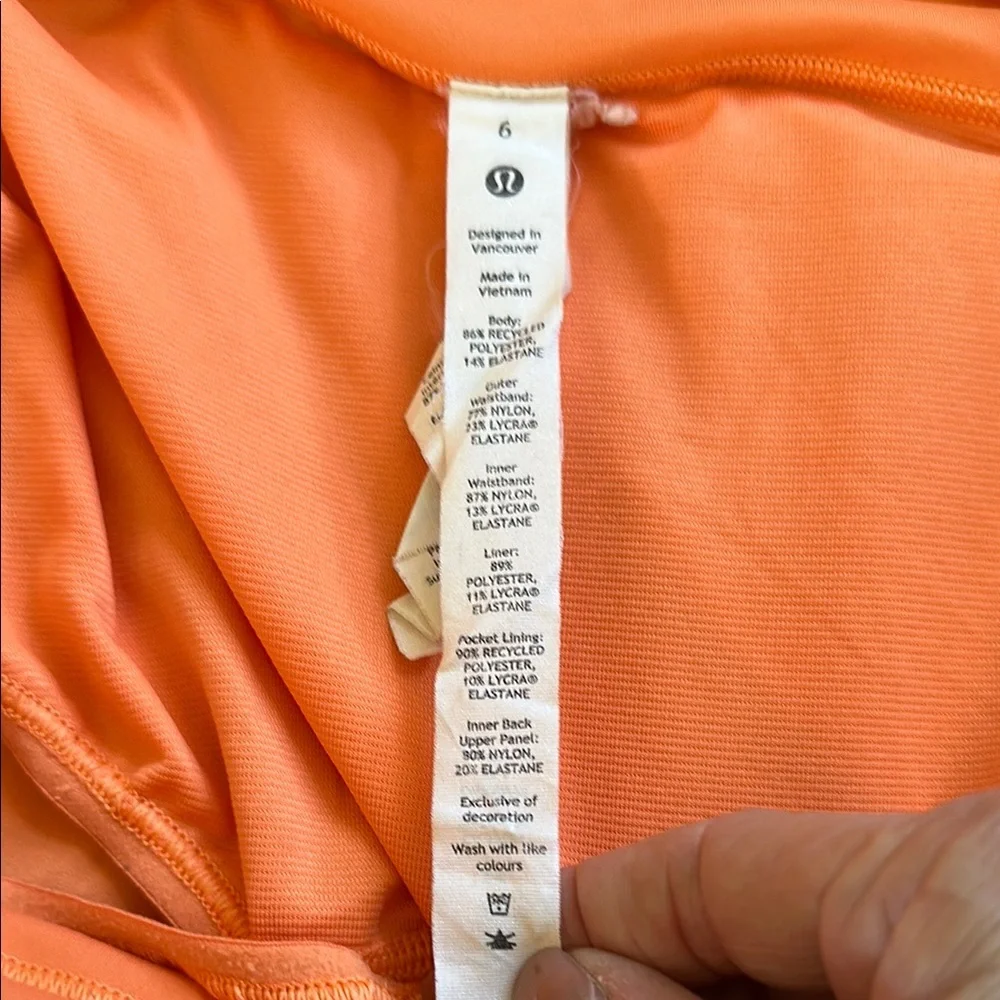 6
Designed in
Vancouver
Made in
Vietnam
Body:
86% RECYCLED
POLYESTER,
14% ELASTANE
Outer
Waistband:
77% NYLON,
23% LYCRA®
ELASTANE
Inner
Waistband:
87% NYLON,
13% LYCRA®
ELASTANE
Liner:
89%
POLYESTER,
11% LYCRA®
ELASTANE
Pocket Lining:
90% RECYCLED
POLYESTER,
10% LYCRA®
ELASTANE
Inner Back
Upper Panel:
80% NYLON,
20% ELASTANE
Exclusive of
decoration
Wash with like
colours